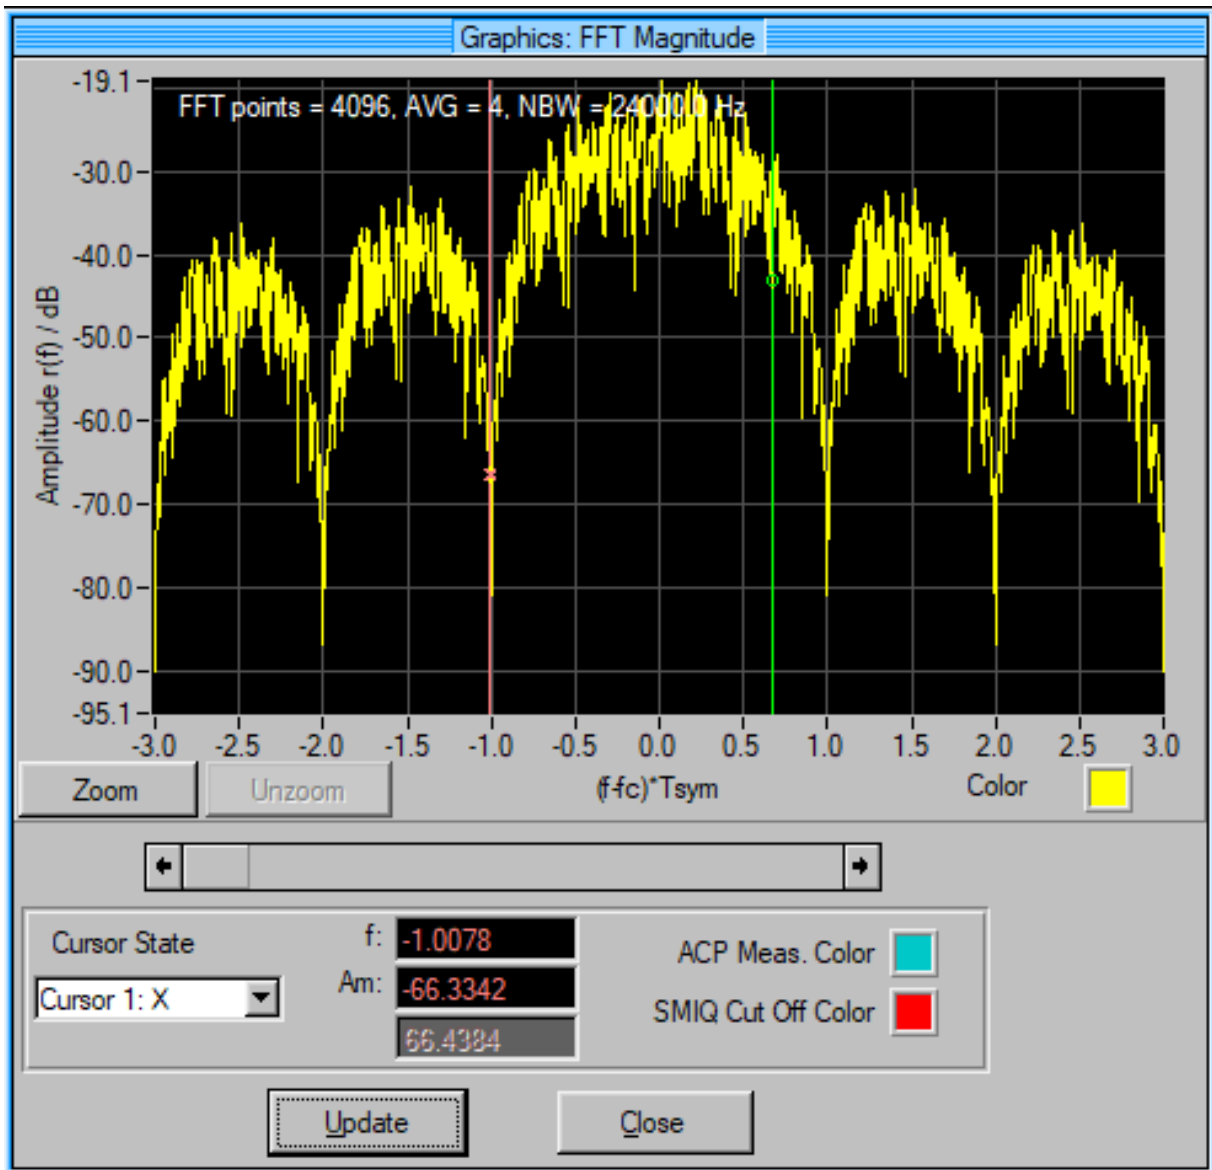 Graphics: FFT Magnitude
FFT points = 4096, AVG = 4, NBW = 24000.0 Hz
Amplitude r(f) / dB
-19.1
-30.0
-40.0
-50.0
-60.0
-70.0
-80.0
-90.0
-95.1
-3.0 -2.5 -2.0 -1.5 -1.0 -0.5 0.0 0.5 1.0 1.5 2.0 2.5 3.0
(f-fc)*Tsym
Zoom
Unzoom
Color
Cursor State
Cursor 1: X
f: -1.0078
Am: -66.3342
66.4384
ACP Meas. Color
SMIQ Cut Off Color
Update
Close